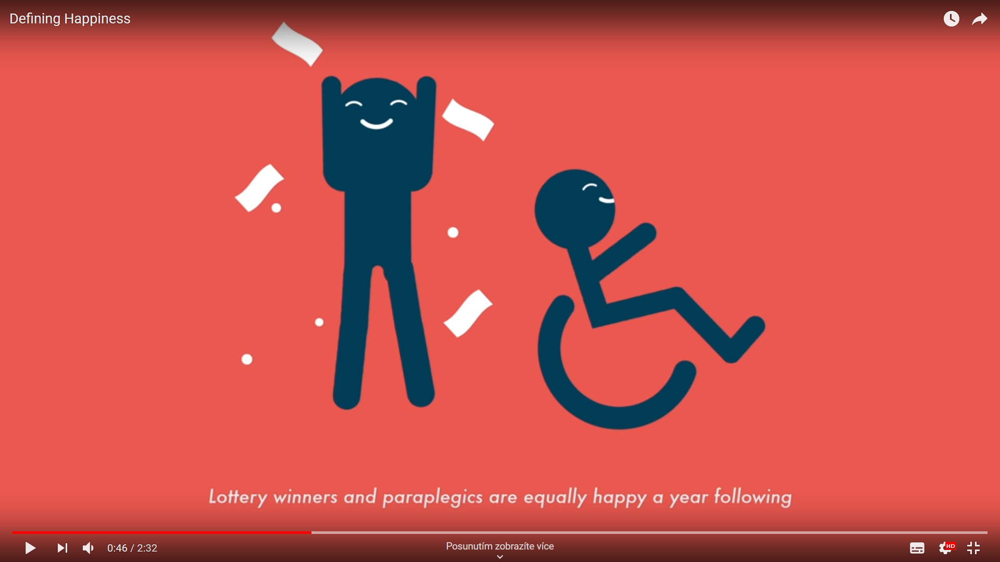 Defining Happiness
Lottery winners and paraplegics are equally happy a year following
0:46 / 2:32
Posunutím zobrazíte více
HD